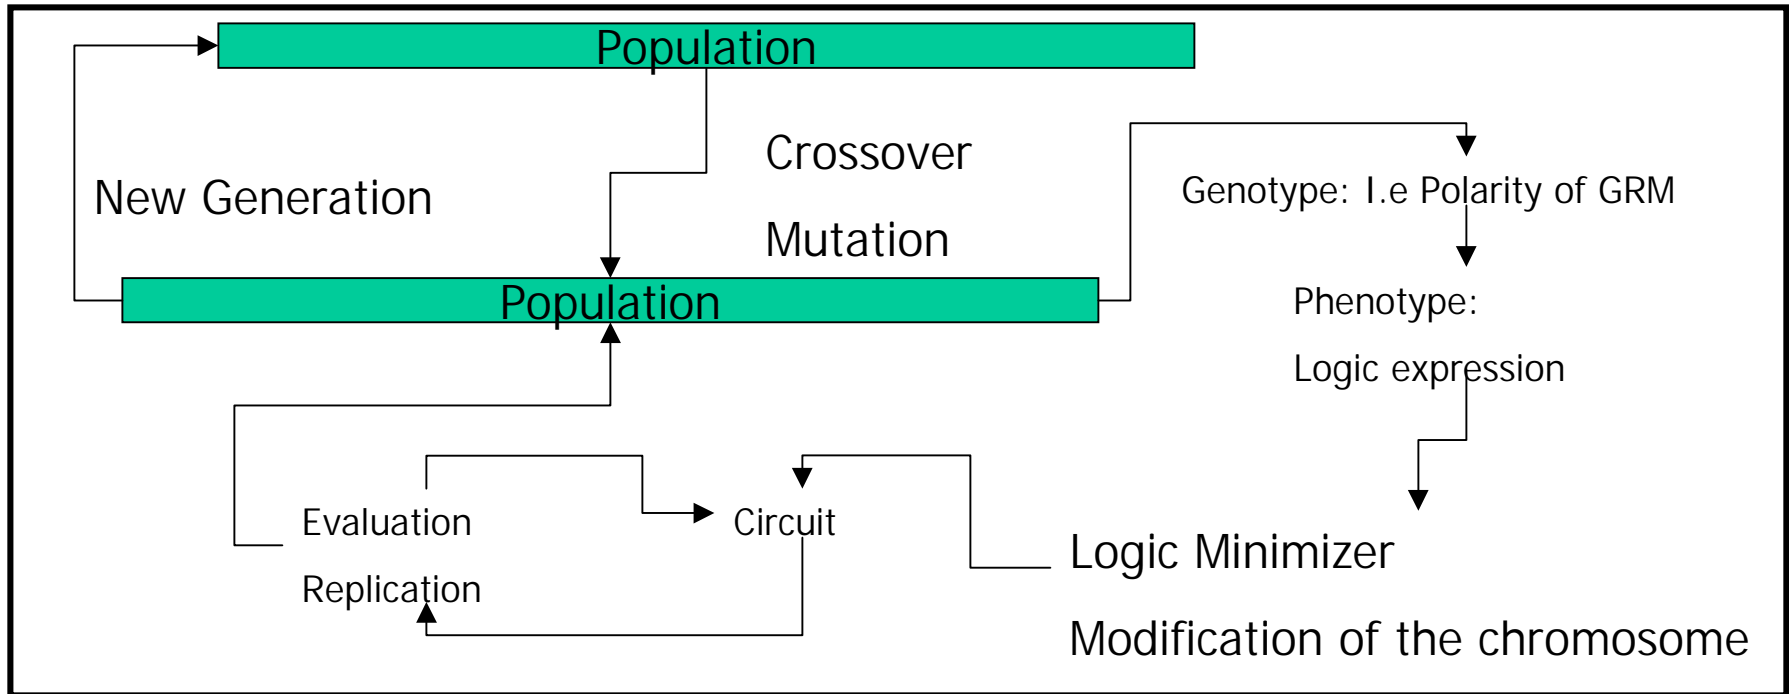 Population
Crossover
New Generation
Genotype: I.e Polarity of GRM
Mutation
Population
Phenotype:
Logic expression
Evaluation
Circuit
Replication
Logic Minimizer
Modification of the chromosome